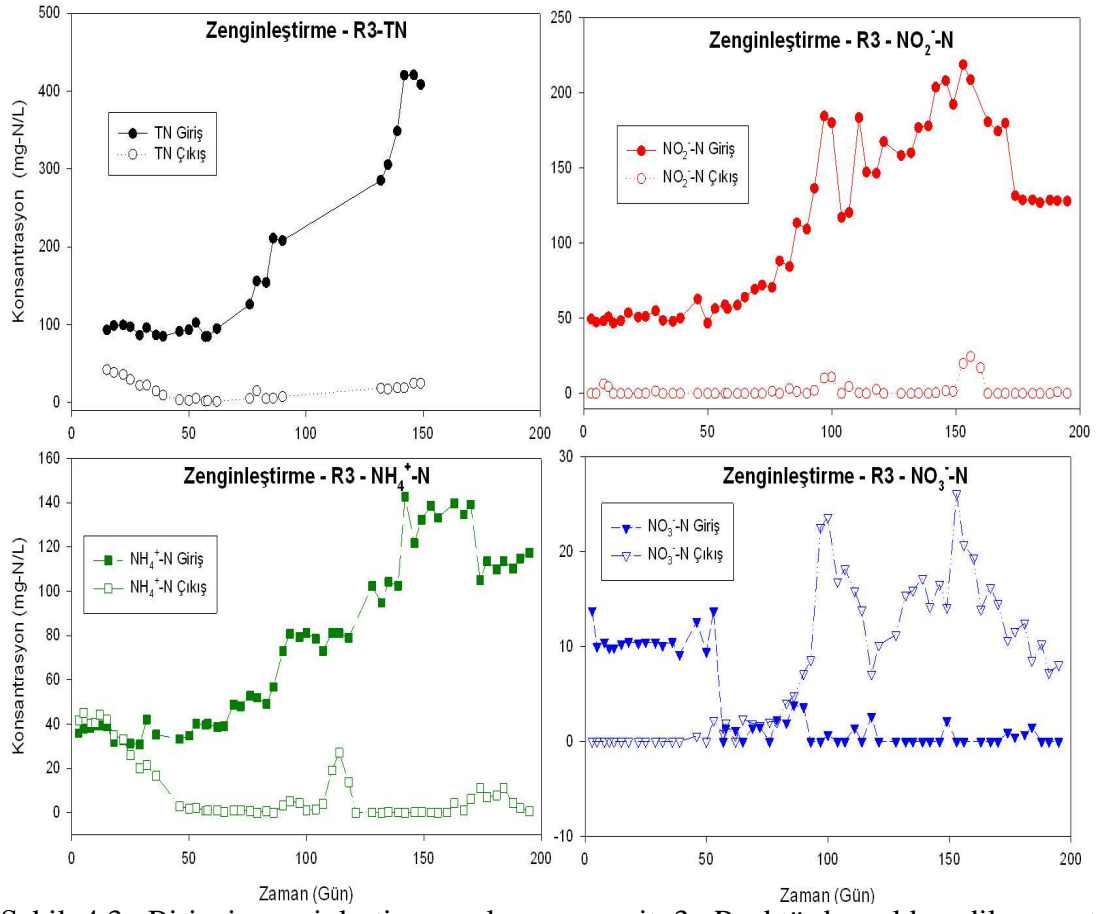 Zenginleştirme - R3-TN
500
400
300
200
100
0
Konsantrasyon (mg-N/L)
TN Giriş
TN Çıkış
0 50 100 150 200
Zenginleştirme - R3 - NO₂⁻-N
250
200
150
100
50
0
NO₂⁻-N Giriş
NO₂⁻-N Çıkış
0 50 100 150 200
Zenginleştirme - R3 - NH₄⁺-N
160
140
120
100
80
60
40
20
0
Konsantrasyon (mg-N/L)
NH₄⁺-N Giriş
NH₄⁺-N Çıkış
0 50 100 150 200
Zaman (Gün)
Zenginleştirme - R3 - NO₃⁻-N
30
20
10
0
-10
NO₃⁻-N Giriş
NO₃⁻-N Çıkış
0 50 100 150 200
Zaman (Gün)